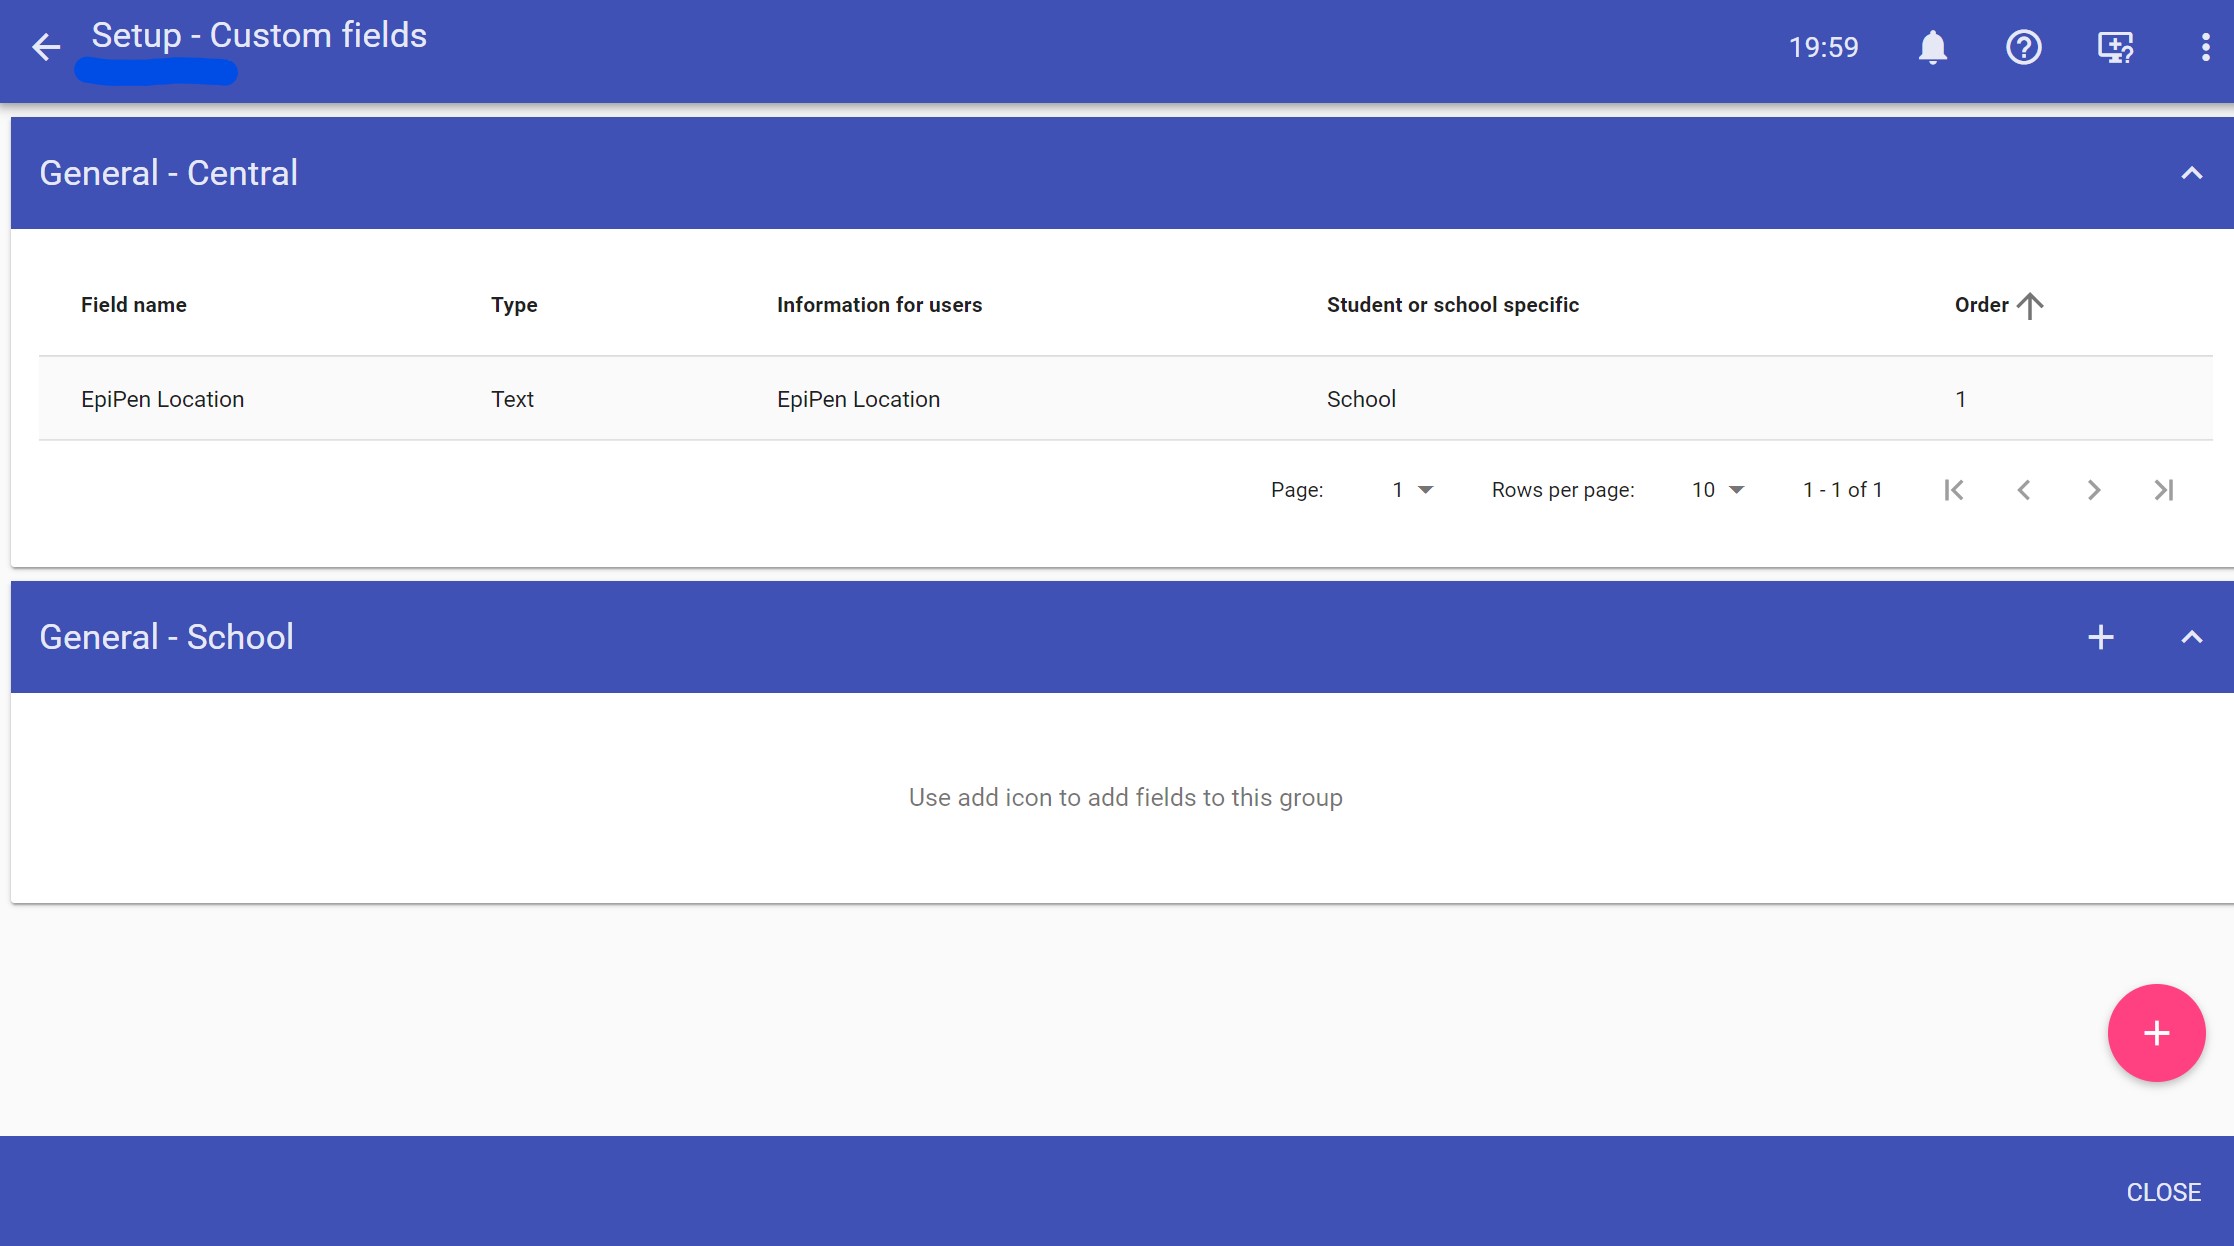 Setup - Custom fields
19:59
General - Central
Field name Type Information for users Student or school specific Order
EpiPen Location Text EpiPen Location School 1
Page: 1 Rows per page: 10 1 - 1 of 1
General - School
Use add icon to add fields to this group
CLOSE